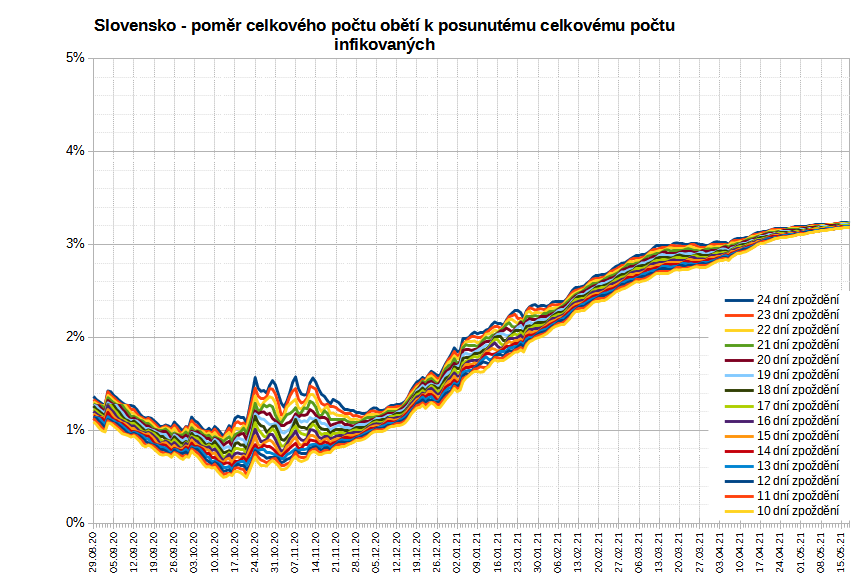 Slovensko - poměr celkového počtu obětí k posunutému celkovému počtu
infikovaných
5%
4%
3%
2%
1%
0%
24 dní zpoždění
23 dní zpoždění
22 dní zpoždění
21 dní zpoždění
20 dní zpoždění
19 dní zpoždění
18 dní zpoždění
17 dní zpoždění
16 dní zpoždění
15 dní zpoždění
14 dní zpoždění
13 dní zpoždění
12 dní zpoždění
11 dní zpoždění
10 dní zpoždění
29.08.20
05.09.20
12.09.20
19.09.20
26.09.20
03.10.20
10.10.20
17.10.20
24.10.20
31.10.20
07.11.20
14.11.20
21.11.20
28.11.20
05.12.20
12.12.20
19.12.20
26.12.20
02.01.21
09.01.21
16.01.21
23.01.21
30.01.21
06.02.21
13.02.21
20.02.21
27.02.21
06.03.21
13.03.21
20.03.21
27.03.21
03.04.21
10.04.21
17.04.21
24.04.21
01.05.21
08.05.21
15.05.21